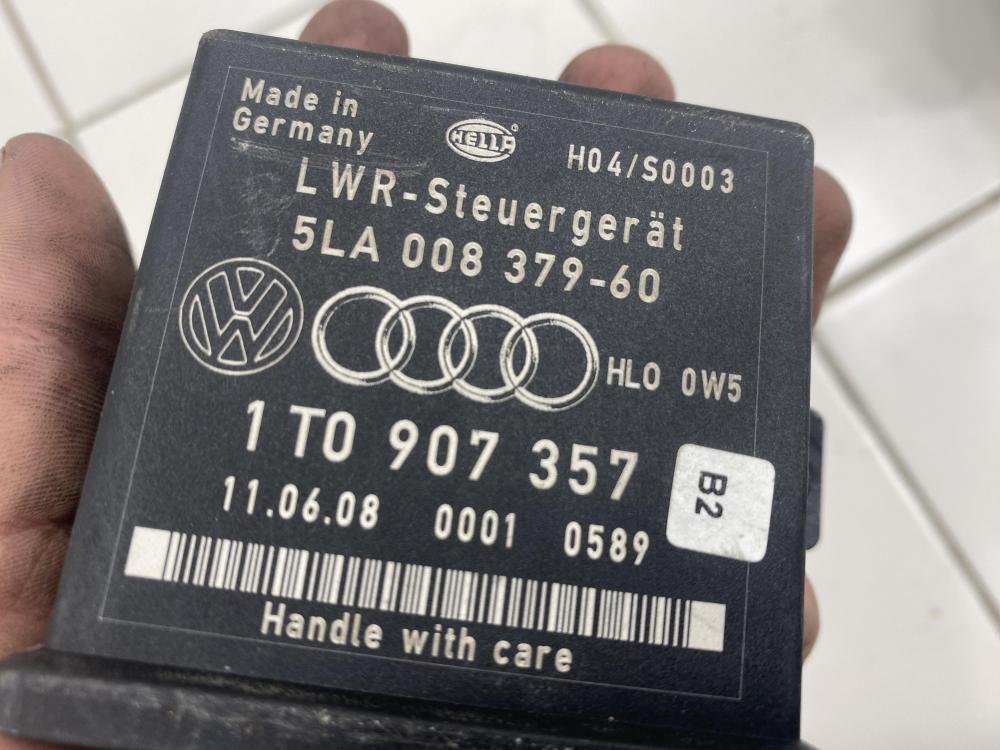 Made in
Germany
HELLA®
H04/S0003
LWR-Steuergerät
5LA 008 379-60
HLO 0W5
1T0 907 357
B2
11.06.08 0001 0589
Handle with care